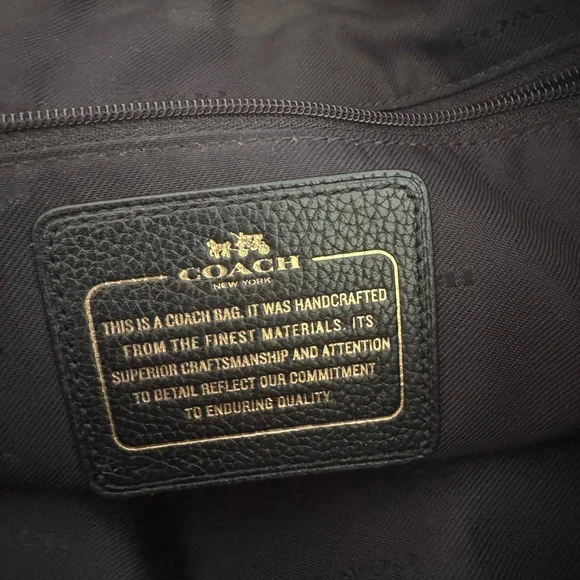 COACH
COACH
NEW YORK
THIS IS A COACH BAG. IT WAS HANDCRAFTED
FROM THE FINEST MATERIALS. ITS
SUPERIOR CRAFTSMANSHIP AND ATTENTION
TO DETAIL REFLECT OUR COMMITMENT
TO ENDURING QUALITY.